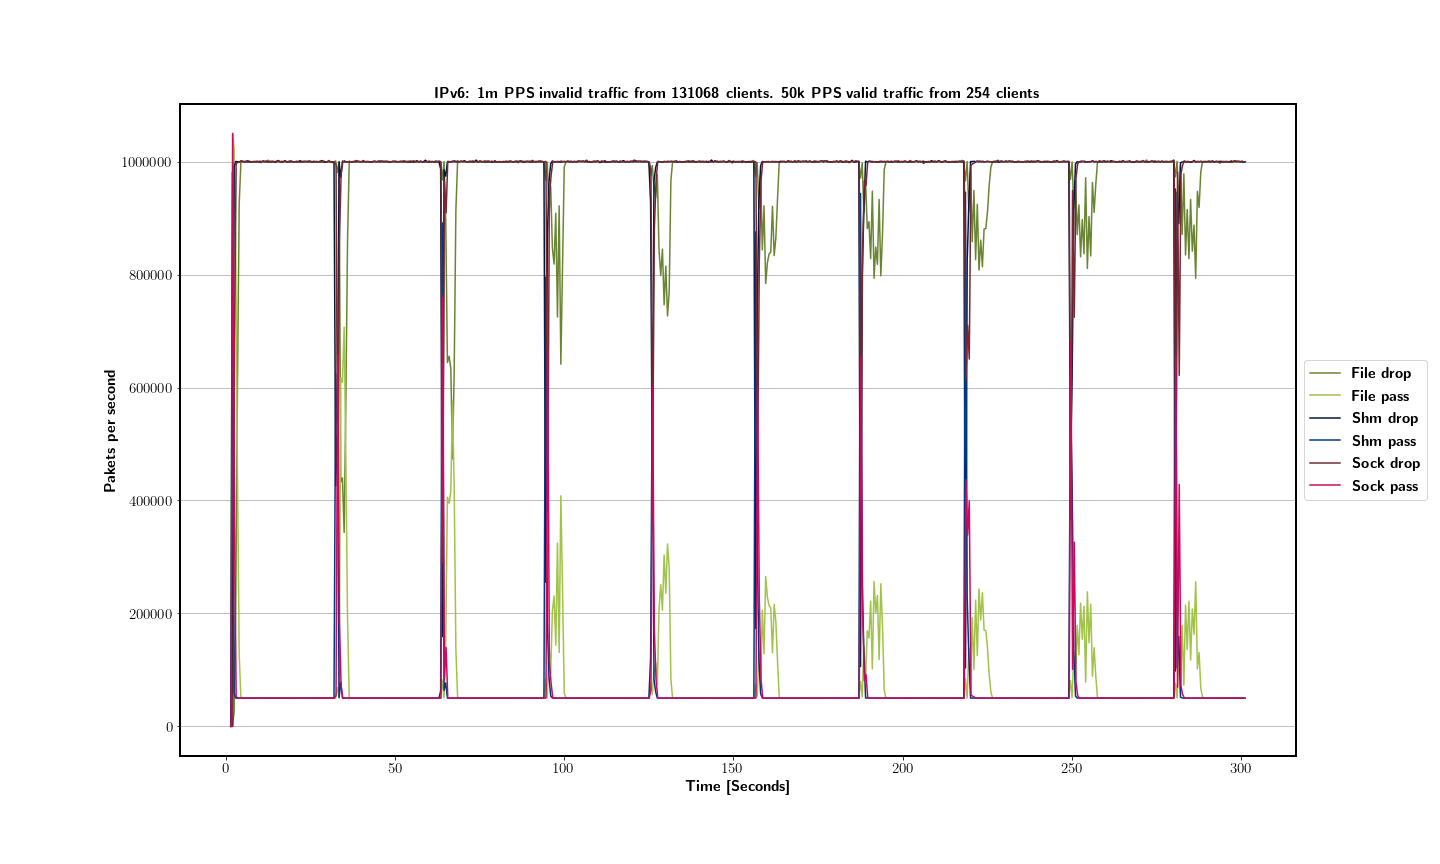 IPv6: 1m PPS invalid traffic from 131068 clients. 50k PPS valid traffic from 254 clients
1000000
800000
600000
400000
200000
0
Pakets per second
0 50 100 150 200 250 300
Time [Seconds]
File drop
File pass
Shm drop
Shm pass
Sock drop
Sock pass